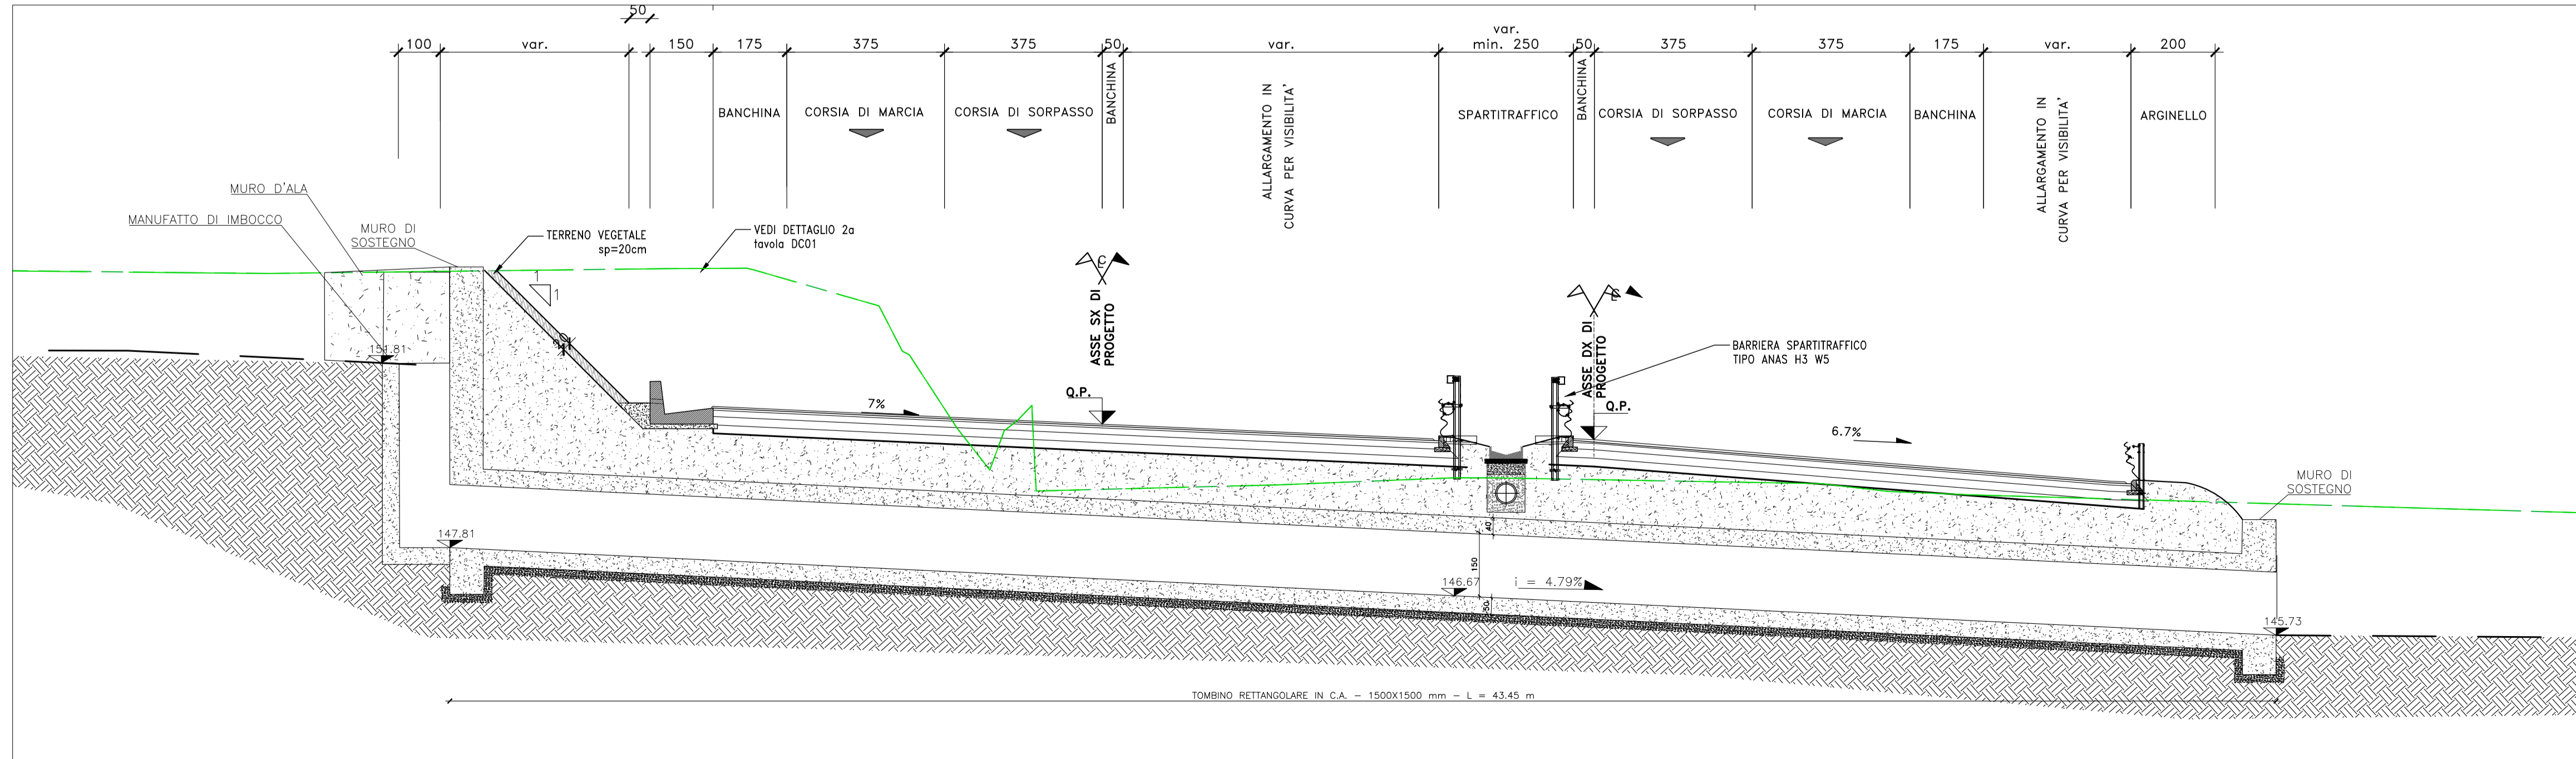 50
100
var.
150
175
375
375
50
var.
var.
min. 250
50
375
375
175
var.
200
BANCHINA
CORSIA DI MARCIA
CORSIA DI SORPASSO
BANCHINA
ALLARGAMENTO IN
CURVA PER VISIBILITA'
SPARTITRAFFICO
BANCHINA
CORSIA DI SORPASSO
CORSIA DI MARCIA
BANCHINA
ALLARGAMENTO IN
CURVA PER VISIBILITA'
ARGINELLO
MURO D'ALA
MANUFATTO DI IMBOCCO
MURO DI
SOSTEGNO
TERRENO VEGETALE
sp=20cm
VEDI DETTAGLIO 2a
tavola DC01
1
1
20
151.81
ASSE SX DI
PROGETTO
Q.P.
7%
ASSE DX DI
PROGETTO
Q.P.
BARRIERA SPARTITRAFFICO
TIPO ANAS H3 W5
6.7%
MURO DI
SOSTEGNO
147.81
40
150
50
146.67
i = 4.79%
145.73
TOMBINO RETTANGOLARE IN C.A. - 1500X1500 mm - L = 43.45 m